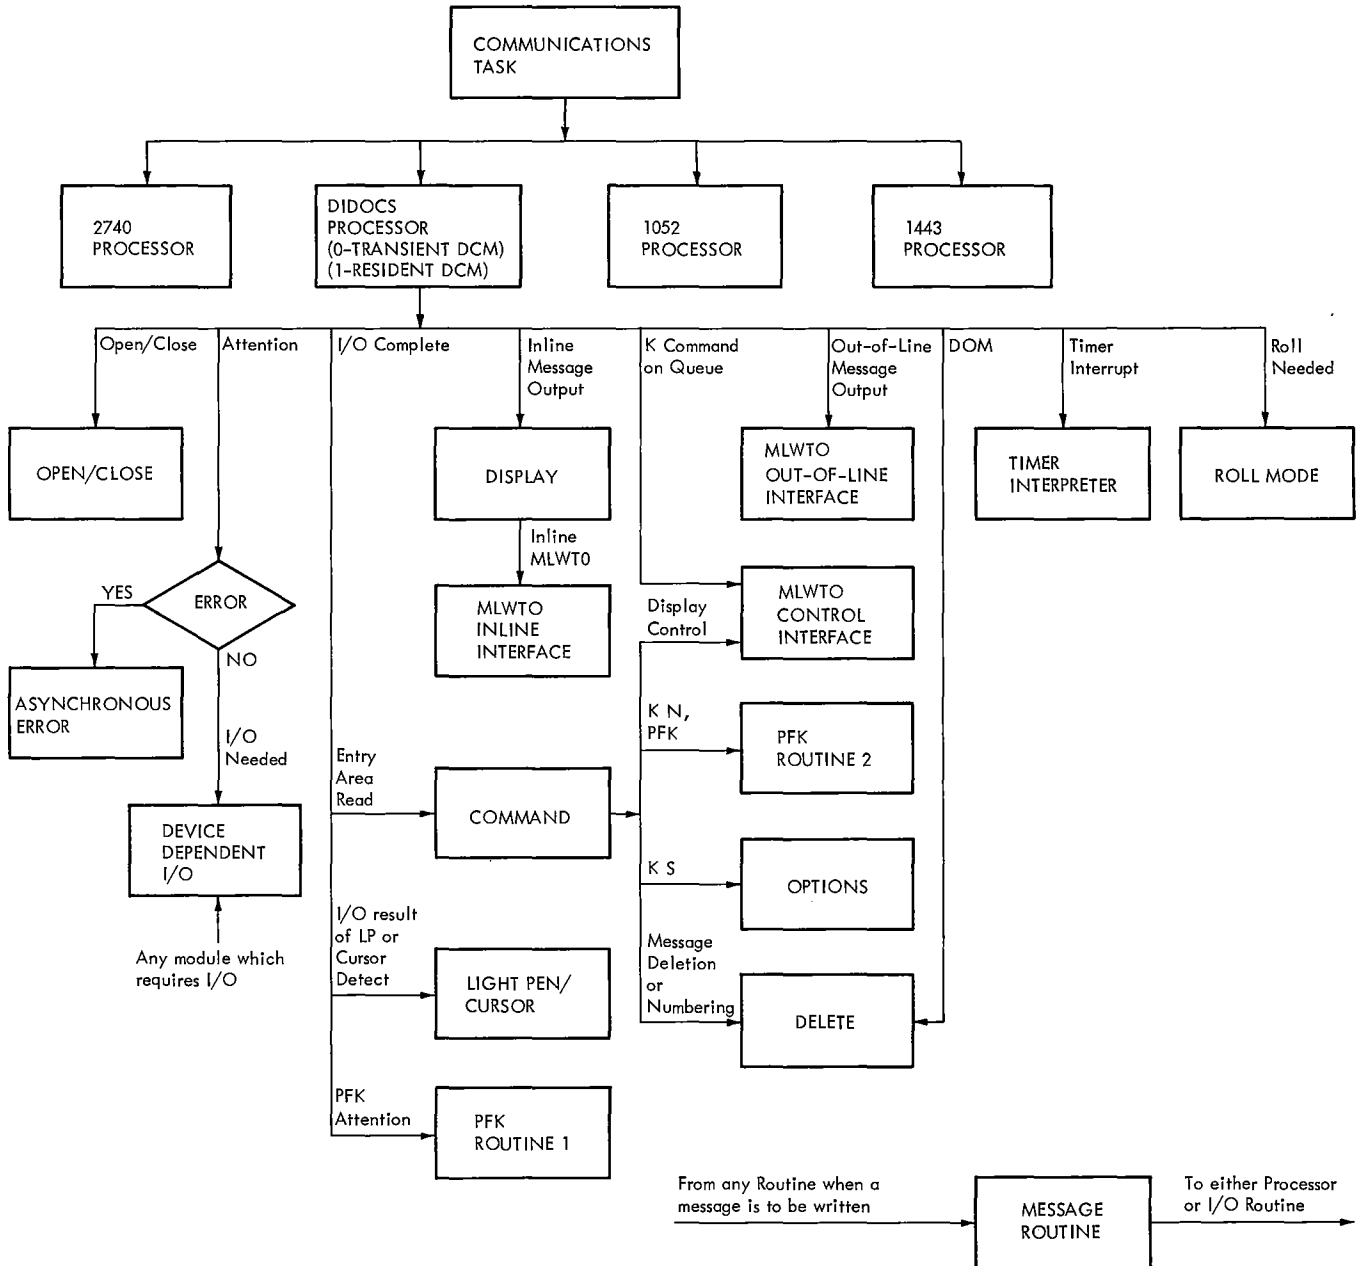 COMMUNICATIONS
TASK
2740
PROCESSOR
DIDOCS
PROCESSOR
(0-TRANSIENT DCM)
(1-RESIDENT DCM)
1052
PROCESSOR
1443
PROCESSOR
Open/Close
Attention
I/O Complete
Inline
Message
Output
K Command
on Queue
Out-of-Line
Message
Output
DOM
Timer
Interrupt
Roll
Needed
OPEN/CLOSE
DISPLAY
MLWTO
OUT-OF-LINE
INTERFACE
TIMER
INTERPRETER
ROLL MODE
Inline
MLWT0
YES
ERROR
NO
MLWTO
INLINE
INTERFACE
Display
Control
MLWTO
CONTROL
INTERFACE
ASYNCHRONOUS
ERROR
I/O
Needed
K N,
PFK
PFK
ROUTINE 2
Entry
Area
Read
COMMAND
DEVICE
DEPENDENT
I/O
K S
OPTIONS
Any module which
requires I/O
I/O result
of LP or
Cursor
Detect
LIGHT PEN/
CURSOR
Message
Deletion
or
Numbering
DELETE
PFK
Attention
PFK
ROUTINE 1
From any Routine when a
message is to be written
MESSAGE
ROUTINE
To either Processor
or I/O Routine